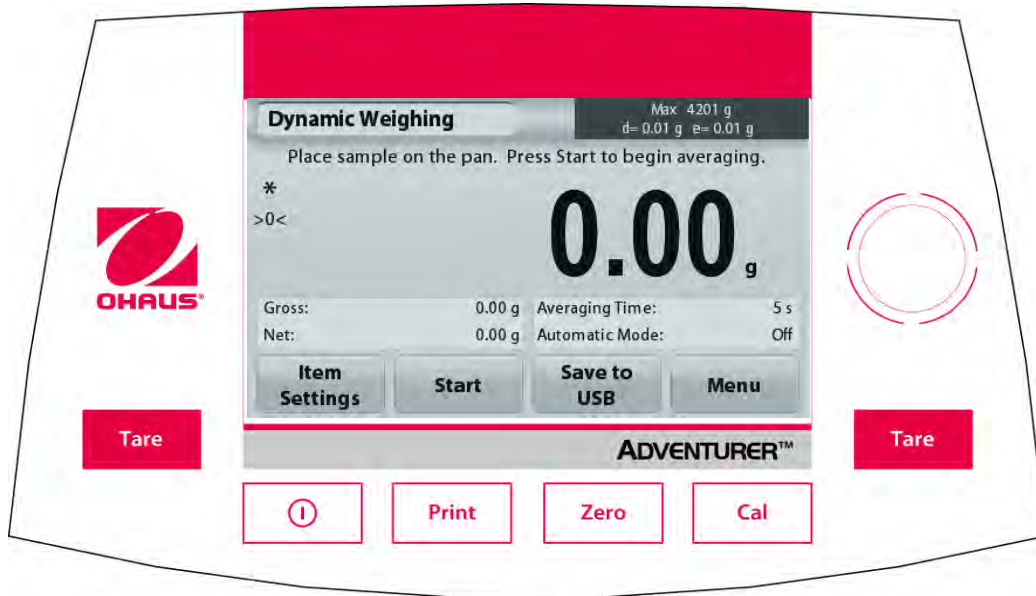 Dynamic Weighing
Max 4201 g
d= 0.01 g e= 0.01 g
Place sample on the pan. Press Start to begin averaging.
*
>0<
0.00 g
OHAUS®
Gross: 0.00 g Averaging Time: 5 s
Net: 0.00 g Automatic Mode: Off
Item
Settings
Start
Save to
USB
Menu
Tare
ADVENTURER™
Tare
Print
Zero
Cal